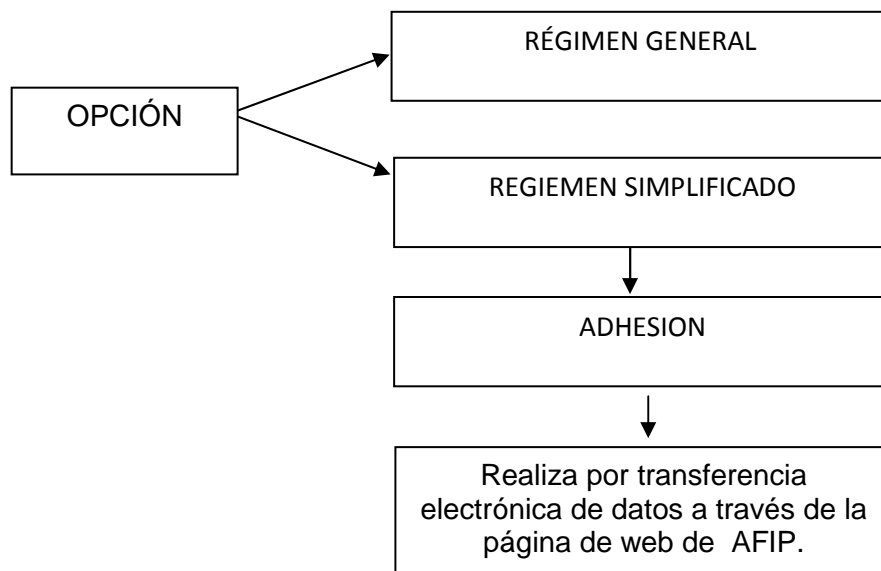 RÉGIMEN GENERAL
OPCIÓN
REGIEMEN SIMPLIFICADO
ADHESION
Realiza por transferencia
electrónica de datos a través de la
página de web de AFIP.